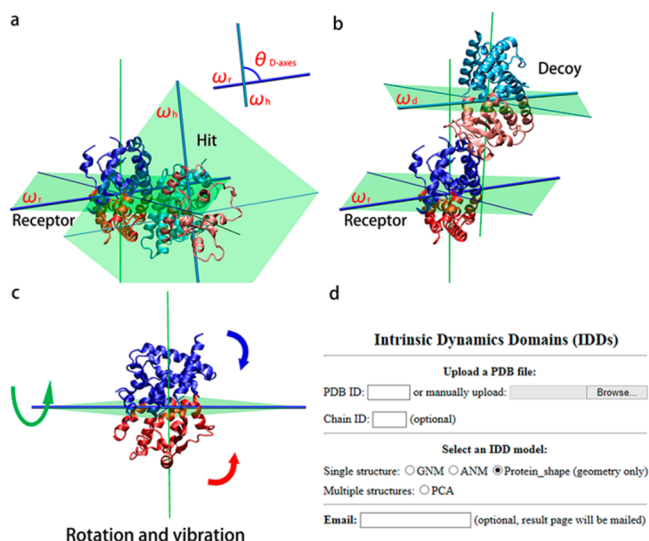 a
θ D-axes
ωr
ωh
ωh
Hit
ωr
Receptor
b
Decoy
ωd
ωr
Receptor
c
Rotation and vibration
d
Intrinsic Dynamics Domains (IDDs)
Upload a PDB file:
PDB ID: or manually upload: Browse...
Chain ID: (optional)
Select an IDD model:
Single structure: GNM ANM Protein_shape (geometry only)
Multiple structures: PCA
Email: (optional, result page will be mailed)